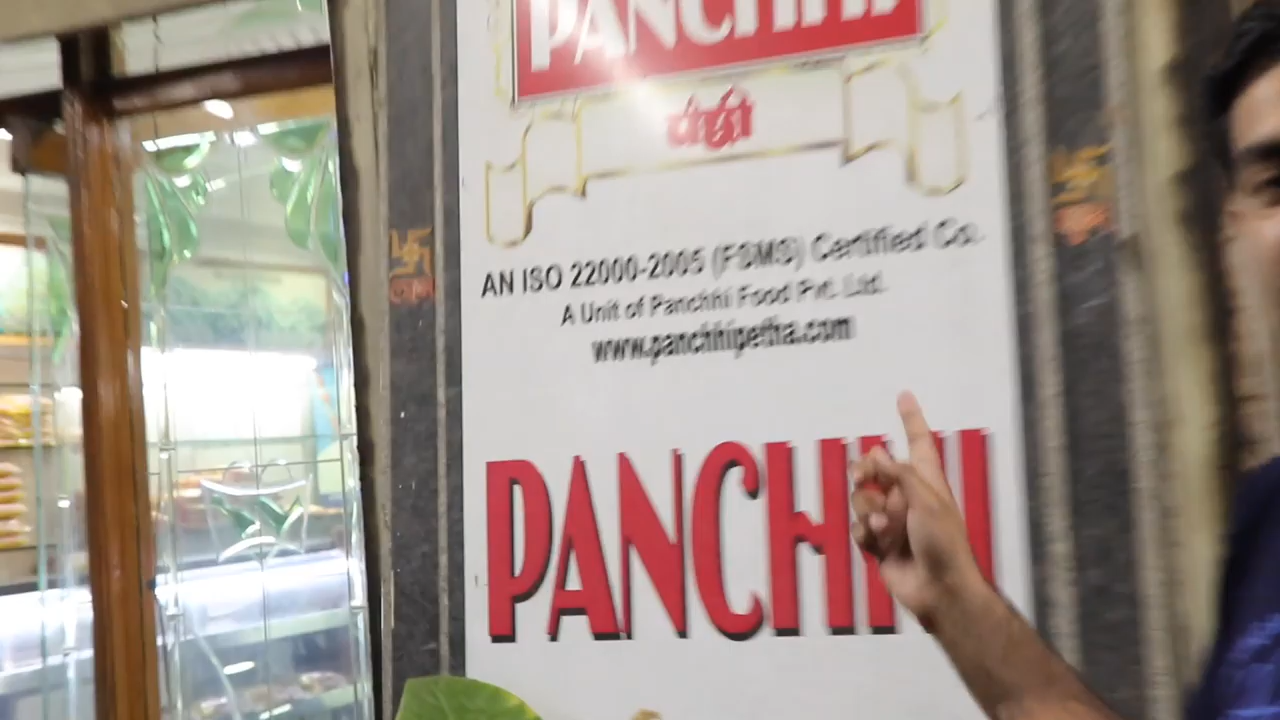 PANCHHI
पंछी
AN ISO 22000-2005 (FSMS) Certified Co.
A Unit of Panchhi Food Pvt. Ltd.
www.panchhipetha.com
PANCHHI